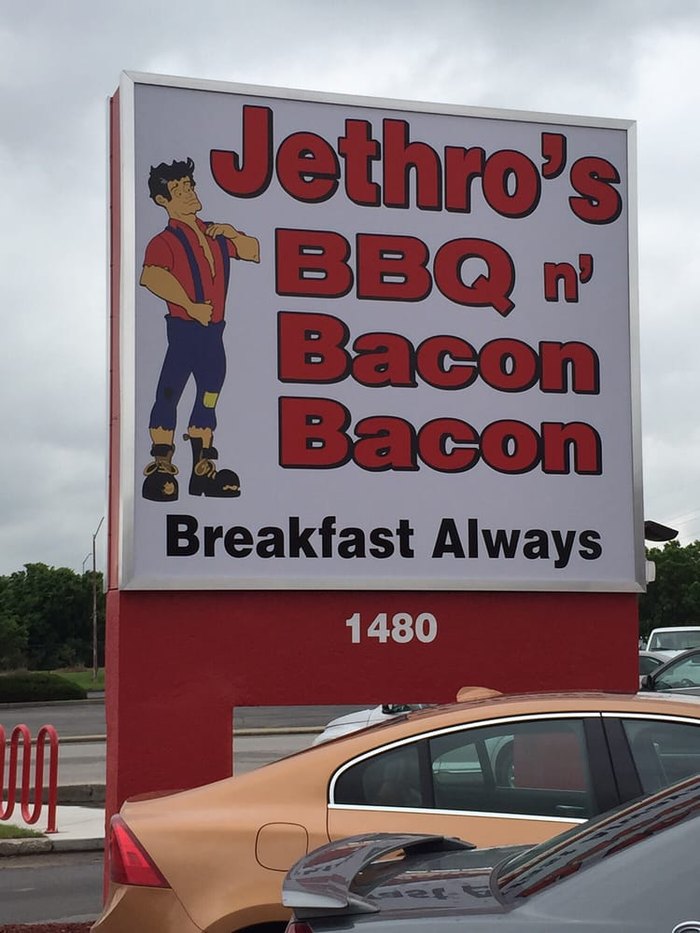 Jethro's
BBQ n'
Bacon
Bacon
Breakfast Always
1480